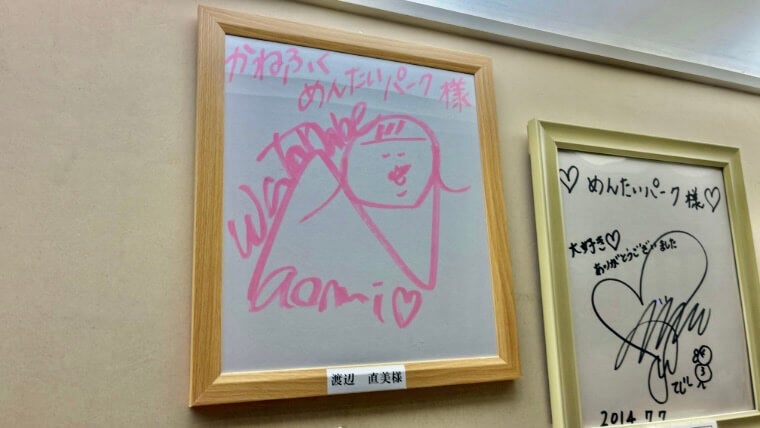 かねふく
めんたいパーク様
Watanabe
Naomi♡
渡辺 直美様
♡めんたいパーク様♡
大好き♡
ありがとうございました
2014 7.7